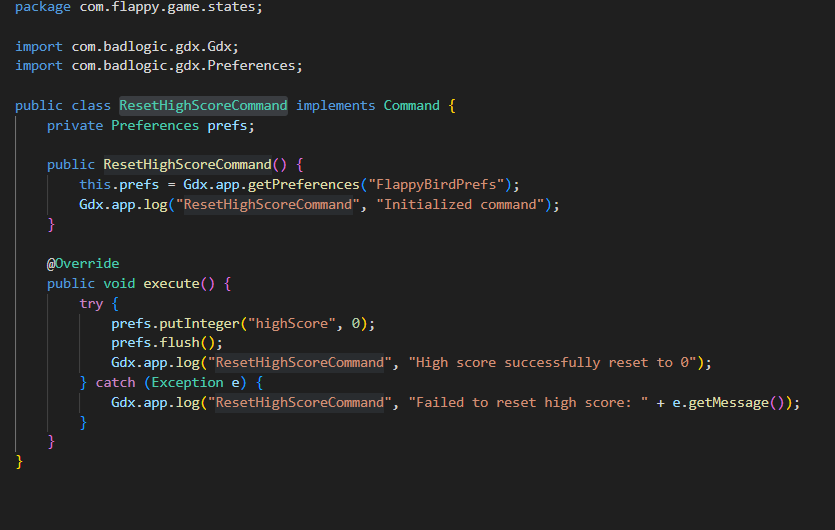 package com.flappy.game.states;
import com.badlogic.gdx.Gdx;
import com.badlogic.gdx.Preferences;
public class ResetHighScoreCommand implements Command {
private Preferences prefs;
public ResetHighScoreCommand() {
this.prefs = Gdx.app.getPreferences("FlappyBirdPrefs");
Gdx.app.log("ResetHighScoreCommand", "Initialized command");
}
@Override
public void execute() {
try {
prefs.putInteger("highScore", 0);
prefs.flush();
Gdx.app.log("ResetHighScoreCommand", "High score successfully reset to 0");
} catch (Exception e) {
Gdx.app.log("ResetHighScoreCommand", "Failed to reset high score: " + e.getMessage());
}
}
}